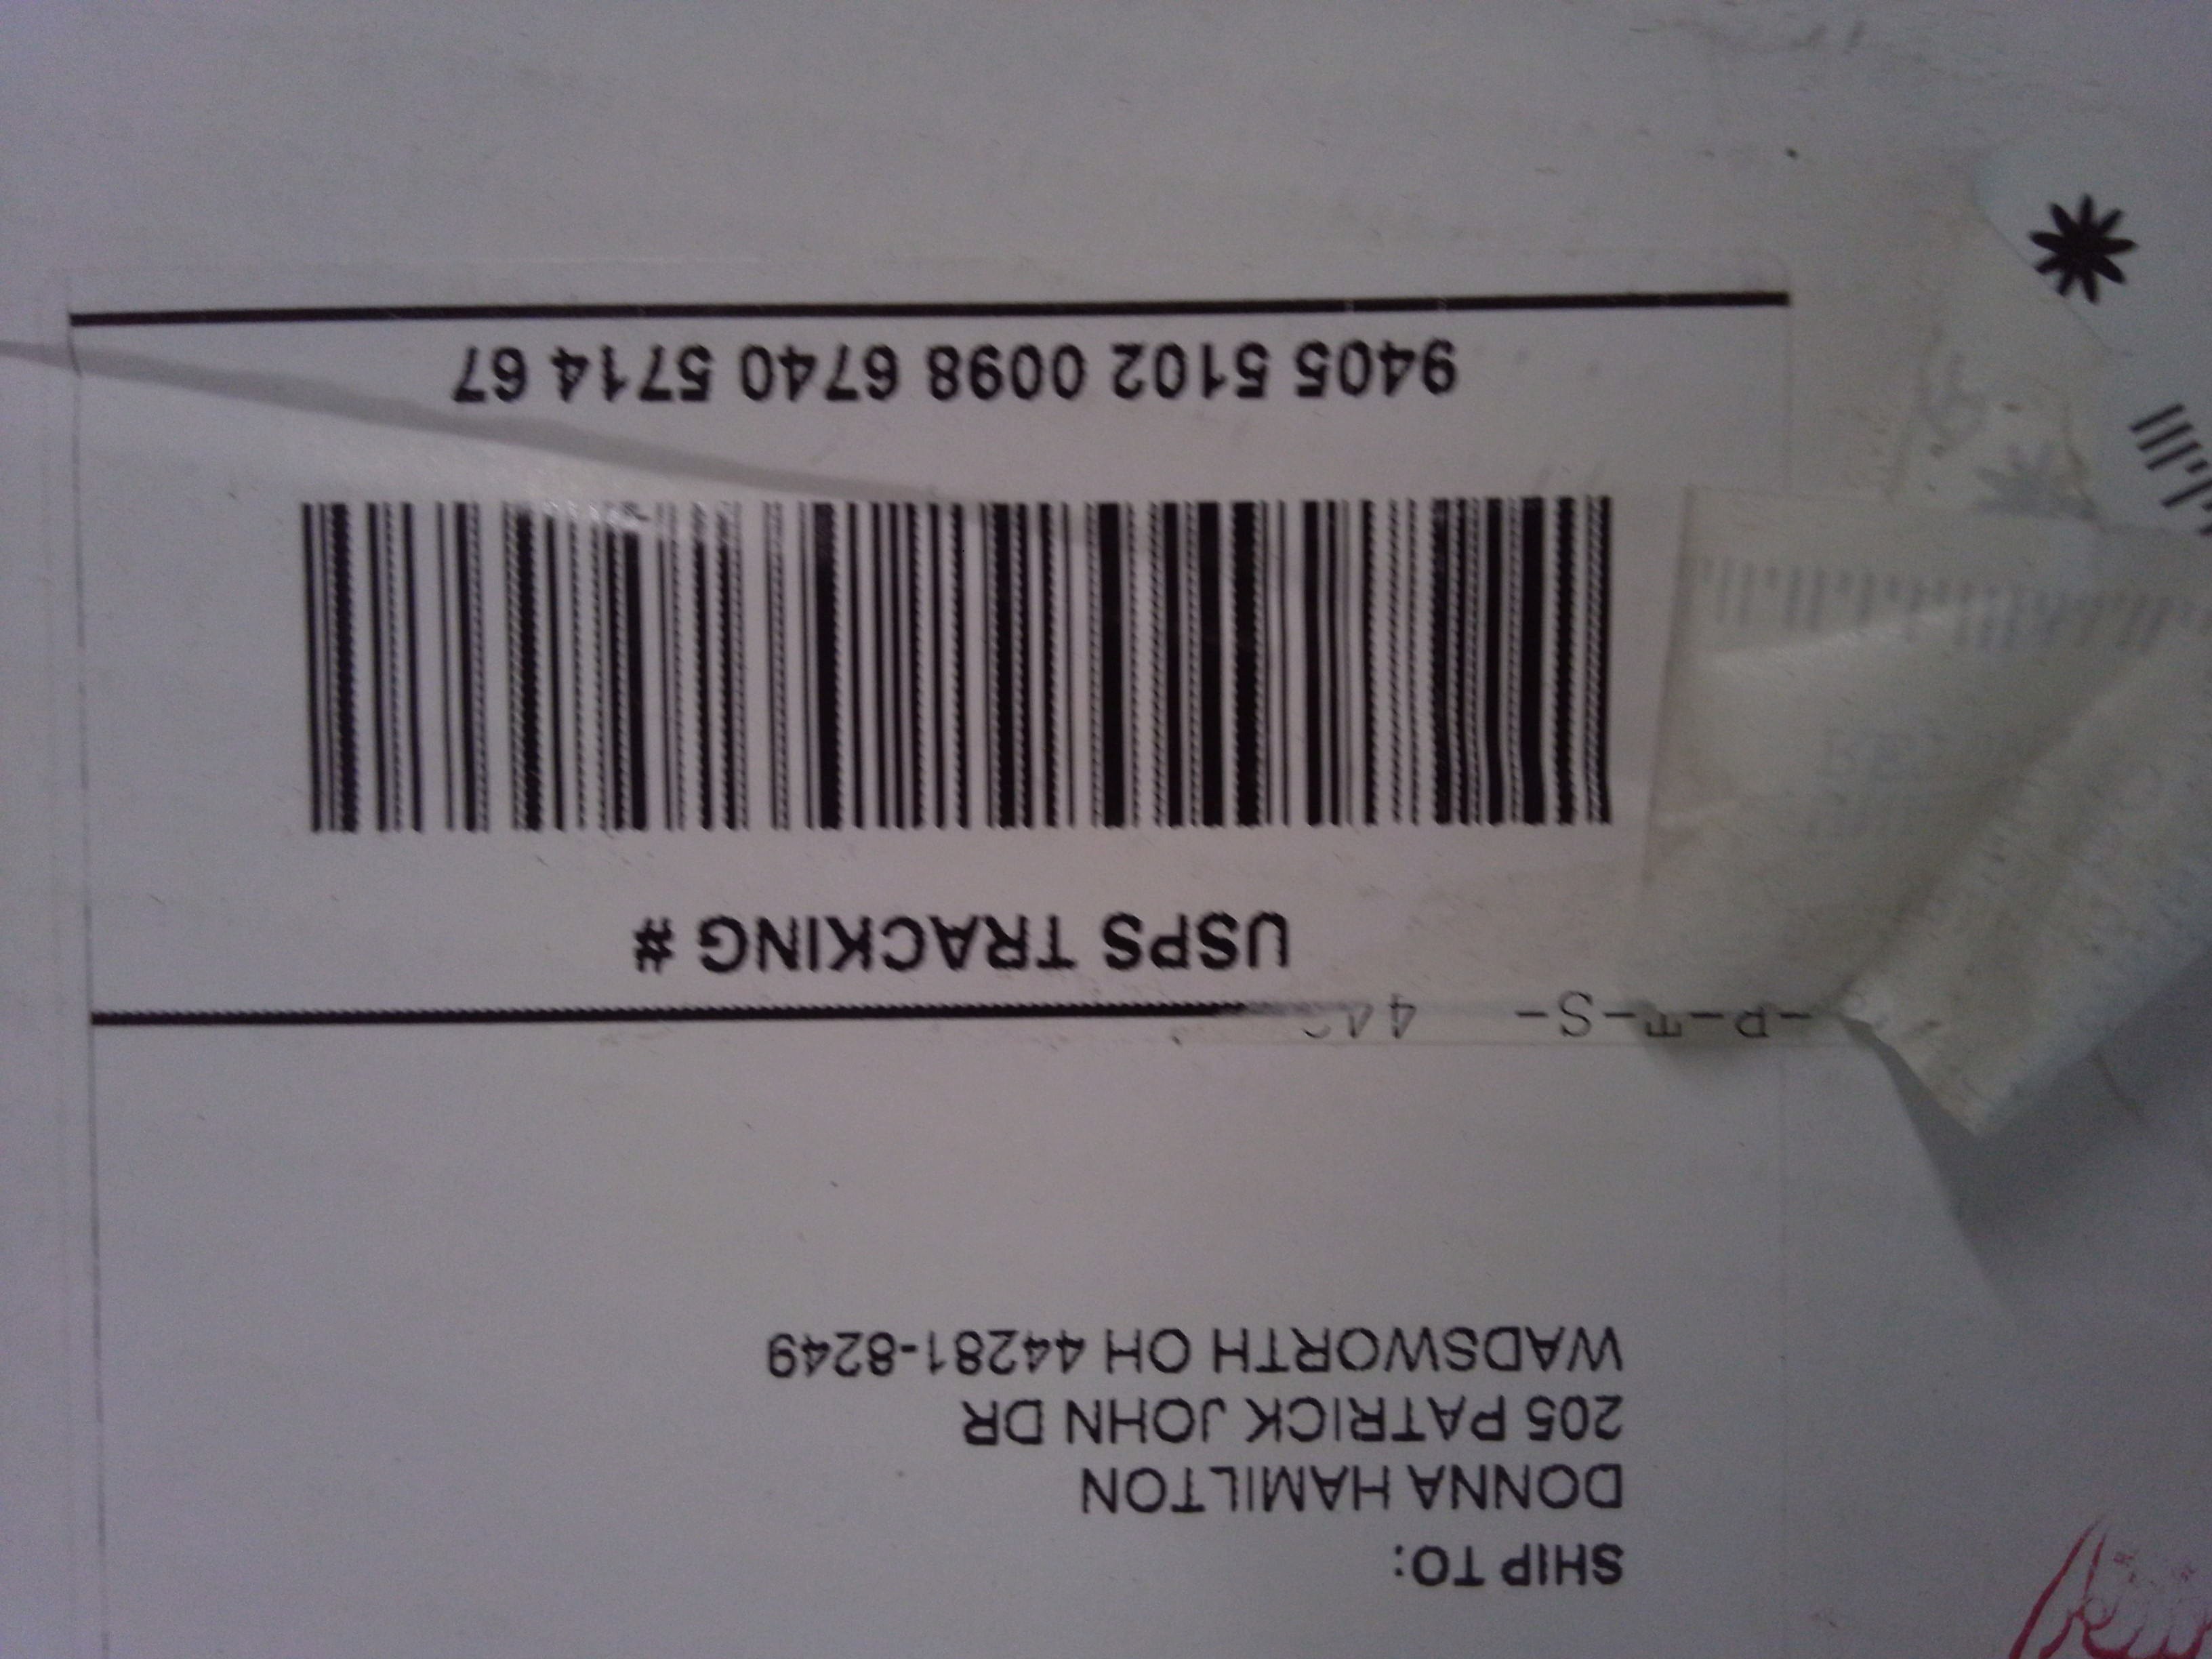 SHIP TO:
DONNA HAMILTON
205 PATRICK JOHN DR
WADSWORTH OH 44281-8249
-P-T-S-
USPS TRACKING #
9405 5102 0098 6740 5714 67